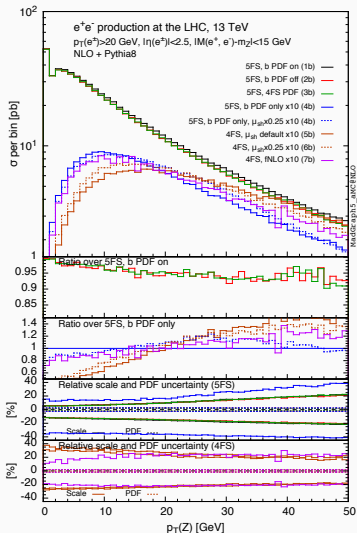 10²
e⁺e⁻ production at the LHC, 13 TeV
p_T(e^±)>20 GeV, |η(e^±)|<2.5, |M(e⁺, e⁻)-m_Z|<15 GeV
NLO + Pythia8
5FS, b PDF on (1b)
5FS, b PDF off (2b)
5FS, 4FS PDF (3b)
5FS, b PDF only x10 (4b)
5FS, b PDF only, μ_sh x0.25 x10 (4b)
4FS, μ_sh default x10 (5b)
4FS, μ_sh x0.25 x10 (6b)
4FS, fNLO x10 (7b)
σ per bin [pb]
10¹
1
MadGraph5_aMC@NLO
Ratio over 5FS, b PDF on
0.95
0.9
0.85
Ratio over 5FS, b PDF only
1.4
1.2
1
0.8
0.6
Relative scale and PDF uncertainty (5FS)
[%]
40
20
0
-20
-40
Scale PDF
Relative scale and PDF uncertainty (4FS)
[%]
40
20
0
-20
-40
Scale PDF
0 10 20 30 40 50
p_T(Z) [GeV]